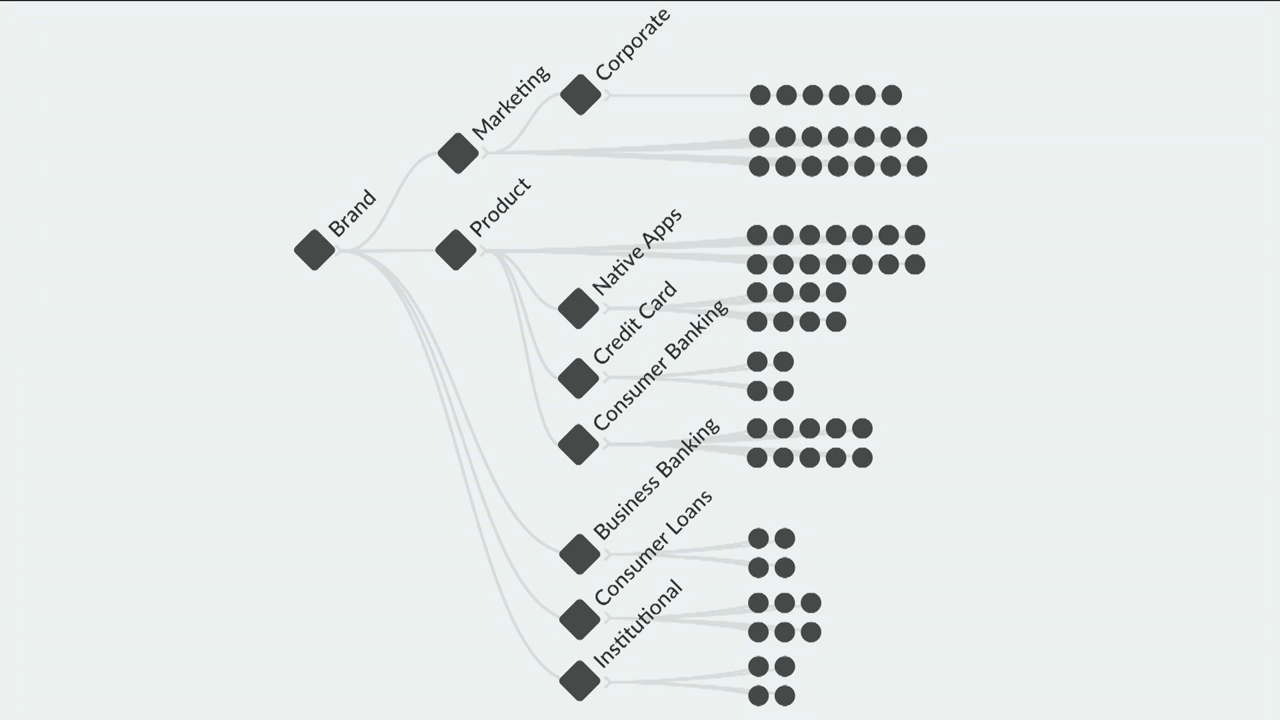 Corporate
Marketing
Brand
Product
Native Apps
Credit Card
Consumer Banking
Business Banking
Consumer Loans
Institutional